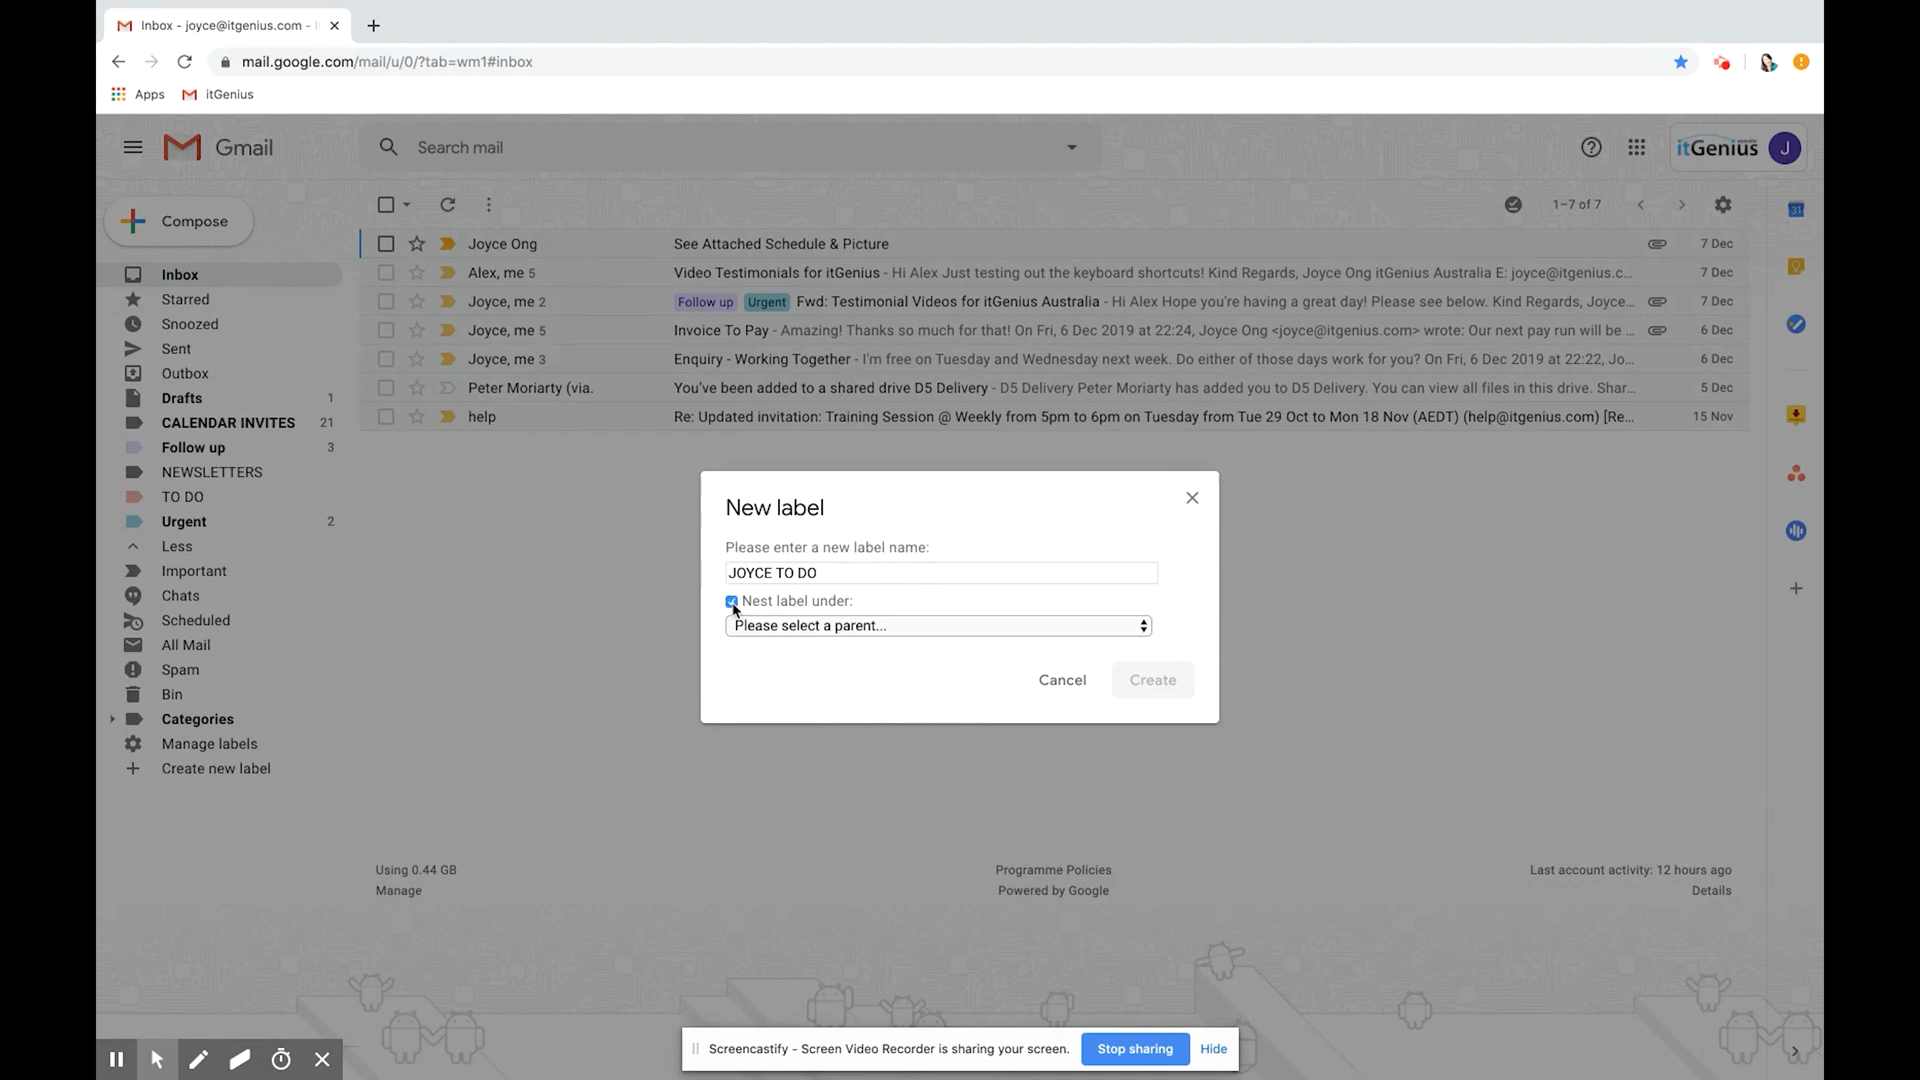 Inbox - joyce@itgenius.com -
mail.google.com/mail/u/0/?tab=wm1#inbox
Apps itGenius
Gmail
Search mail
itGenius J
Compose
1–7 of 7
Inbox
Starred
Snoozed
Sent
Outbox
Drafts 1
CALENDAR INVITES 21
Follow up 3
NEWSLETTERS
TO DO
Urgent 2
Less
Important
Chats
Scheduled
All Mail
Spam
Bin
Categories
Manage labels
Create new label
Joyce Ong See Attached Schedule & Picture 7 Dec
Alex, me 5 Video Testimonials for itGenius - Hi Alex Just testing out the keyboard shortcuts! Kind Regards, Joyce Ong itGenius Australia E: joyce@itgenius.c... 7 Dec
Joyce, me 2 Follow up Urgent Fwd: Testimonial Videos for itGenius Australia - Hi Alex Hope you're having a great day! Please see below. Kind Regards, Joyce... 7 Dec
Joyce, me 5 Invoice To Pay - Amazing! Thanks so much for that! On Fri, 6 Dec 2019 at 22:24, Joyce Ong <joyce@itgenius.com> wrote: Our next pay run will be ... 6 Dec
Joyce, me 3 Enquiry - Working Together - I'm free on Tuesday and Wednesday next week. Do either of those days work for you? On Fri, 6 Dec 2019 at 22:22, Jo... 6 Dec
Peter Moriarty (via. You've been added to a shared drive D5 Delivery - D5 Delivery Peter Moriarty has added you to D5 Delivery. You can view all files in this drive. Shar... 5 Dec
help Re: Updated invitation: Training Session @ Weekly from 5pm to 6pm on Tuesday from Tue 29 Oct to Mon 18 Nov (AEDT) (help@itgenius.com) [Re... 15 Nov
31
New label
Please enter a new label name:
JOYCE TO DO
Nest label under:
Please select a parent...
Cancel Create
Using 0.44 GB
Manage
Programme Policies
Powered by Google
Last account activity: 12 hours ago
Details
Screencastify - Screen Video Recorder is sharing your screen. Stop sharing Hide